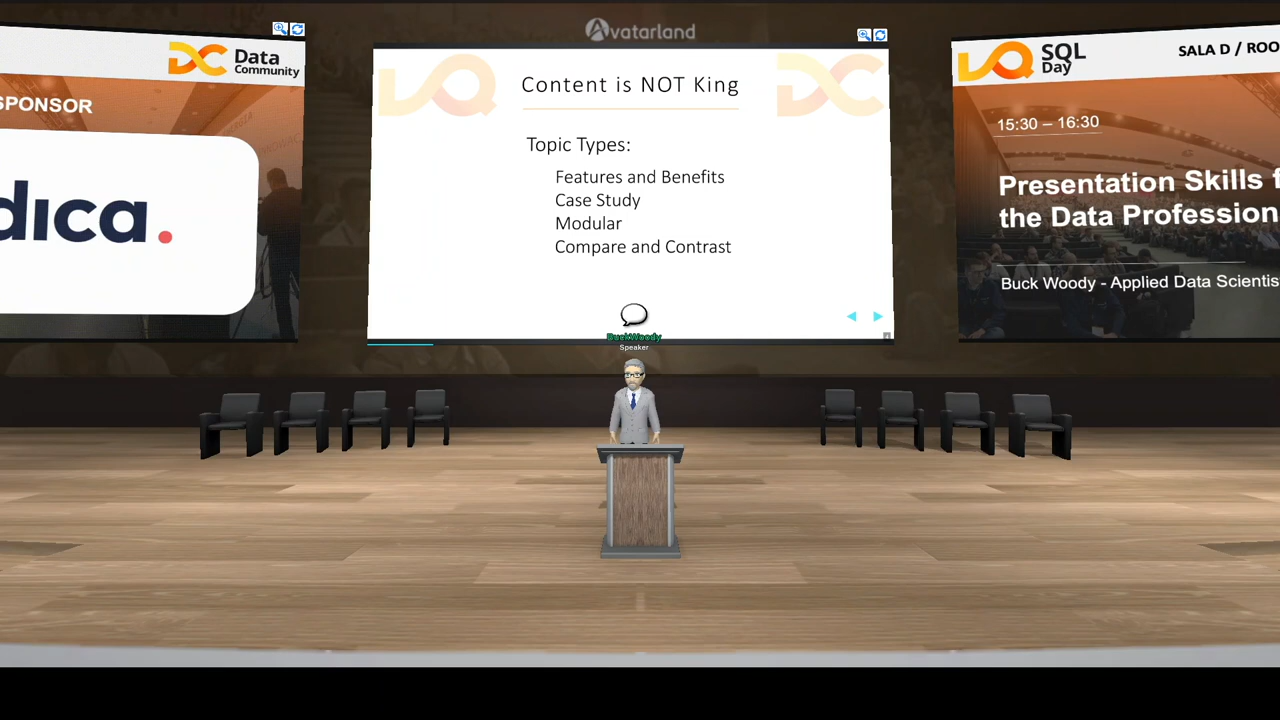 Avatarland
Data
Community
SPONSOR
dica.
Content is NOT King
Topic Types:
Features and Benefits
Case Study
Modular
Compare and Contrast
BuckWoody
Speaker
SQL
Day
SALA D / ROO
15:30 – 16:30
Presentation Skills f
the Data Profession
Buck Woody - Applied Data Scientis